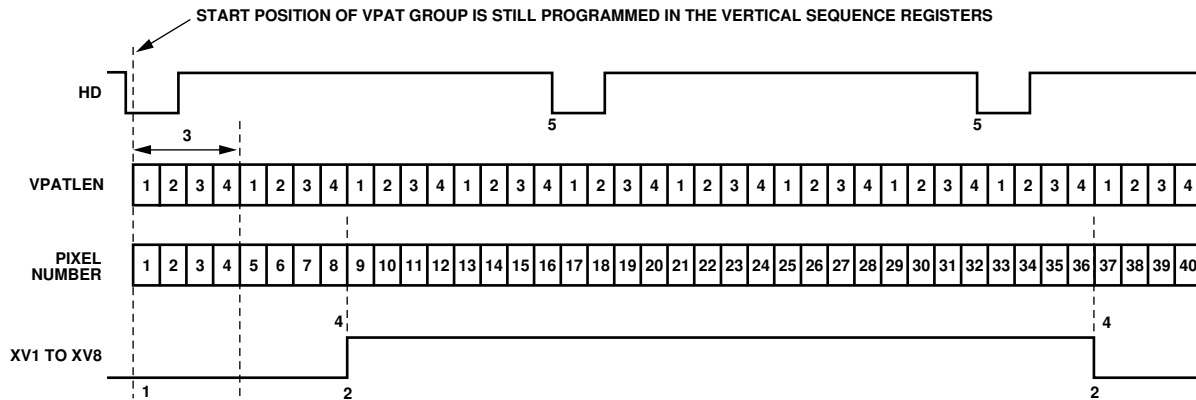 START POSITION OF VPAT GROUP IS STILL PROGRAMMED IN THE VERTICAL SEQUENCE REGISTERS
HD
5 5
3
VPATLEN 1 2 3 4 1 2 3 4 1 2 3 4 1 2 3 4 1 2 3 4 1 2 3 4 1 2 3 4 1 2 3 4 1 2 3 4 1 2 3 4
PIXEL
NUMBER 1 2 3 4 5 6 7 8 9 10 11 12 13 14 15 16 17 18 19 20 21 22 23 24 25 26 27 28 29 30 31 32 33 34 35 36 37 38 39 40
4 4
XV1 TO XV8
1 2 2